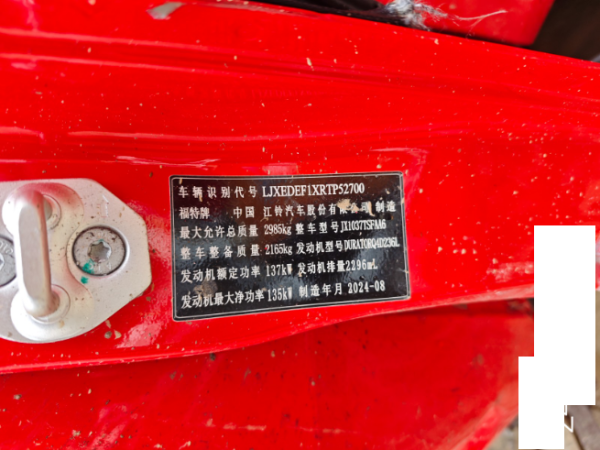 车辆识别代号 LJXEDEF1XRTP52700
福特牌 中国 江铃汽车股份有限公司 制造
最大允许总质量 2985kg 整车型号 JX1037TSFAA6
整车整备质量 2165kg 发动机型号 DURATORQ4D236L
发动机额定功率 137kW 发动机排量 2296mL
发动机最大净功率 135kW 制造年月 2024-08